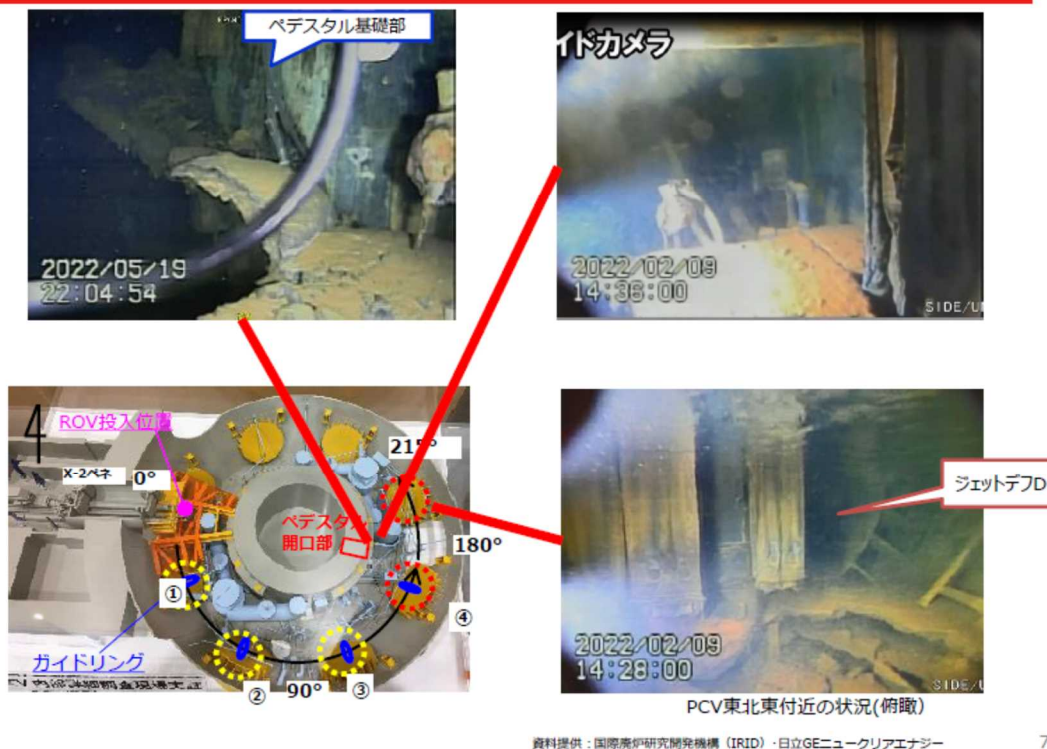 ペデスタル基礎部
2022/05/19
22:04:54
イドカメラ
2022/02/09
14:36:00
SIDE/U
4
ROV投入位置
X-2ペネ
0°
215°
ペデスタル
開口部
180°
①
④
ガイドリング
②
90°
③
ジェットデフD
2022/02/09
14:28:00
SIDE/U
PCV東北東付近の状況(俯瞰)
資料提供:国際廃炉研究開発機構(IRID)・日立GEニュークリアエナジー
7